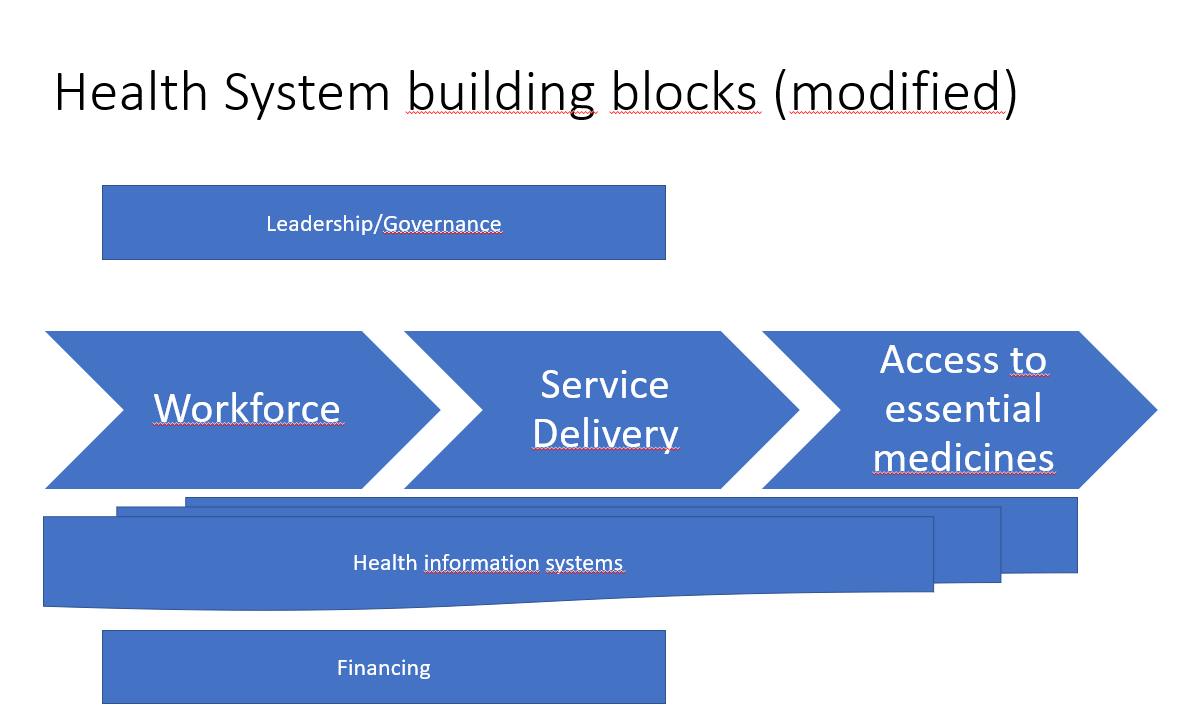 Health System building blocks (modified)
Leadership/Governance
Workforce
Service
Delivery
Access to
essential
medicines
Health information systems
Financing